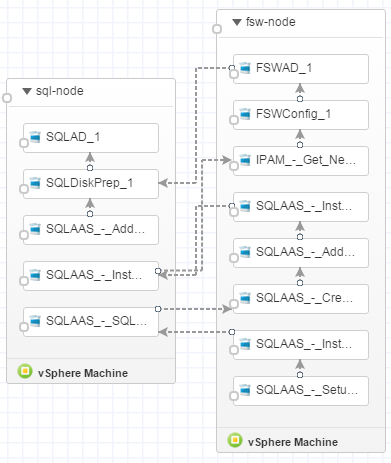 sql-node
SQLAD_1
SQLDiskPrep_1
SQLAAS_-_Add...
SQLAAS_-_Inst...
SQLAAS_-_SQL...
vSphere Machine
fsw-node
FSWAD_1
FSWConfig_1
IPAM_-_Get_Ne...
SQLAAS_-_Inst...
SQLAAS_-_Add...
SQLAAS_-_Cre...
SQLAAS_-_Inst...
SQLAAS_-_Setu...
vSphere Machine